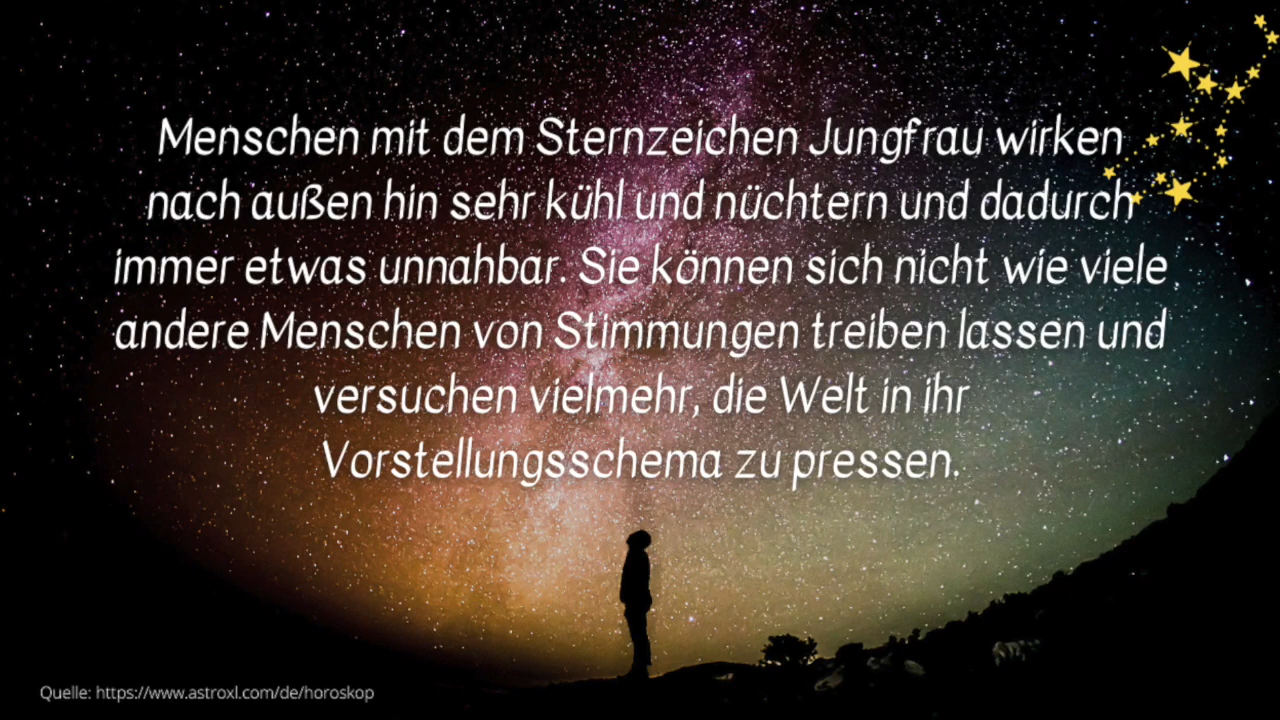 Menschen mit dem Sternzeichen Jungfrau wirken
nach außen hin sehr kühl und nüchtern und dadurch
immer etwas unnahbar. Sie können sich nicht wie viele
andere Menschen von Stimmungen treiben lassen und
versuchen vielmehr, die Welt in ihr
Vorstellungsschema zu pressen.
Quelle: https://www.astroxl.com/de/horoskop